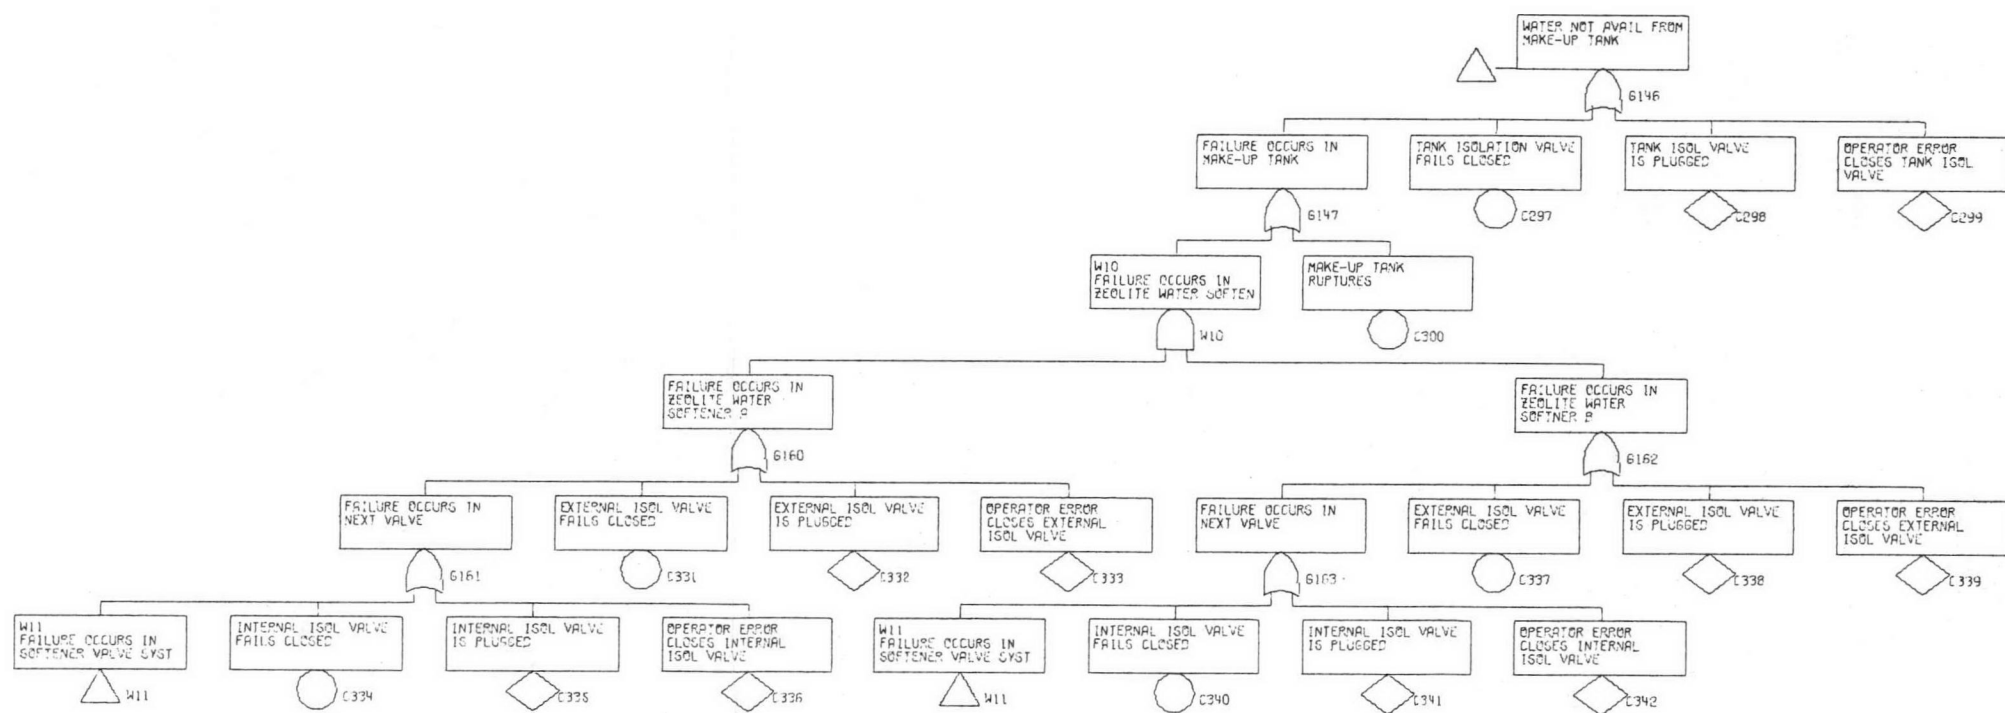 WATER NOT AVAIL FROM
MAKE-UP TANK
G146
FAILURE OCCURS IN
MAKE-UP TANK
TANK ISOLATION VALVE
FAILS CLOSED
TANK ISOL VALVE
IS PLUGGED
OPERATOR ERROR
CLOSES TANK ISOL
VALVE
G147
C297
C298
C299
W10
FAILURE OCCURS IN
ZEOLITE WATER SOFTEN
MAKE-UP TANK
RUPTURES
W10
C300
FAILURE OCCURS IN
ZEOLITE WATER
SOFTENER A
FAILURE OCCURS IN
ZEOLITE WATER
SOFTNER B
G160
G162
FAILURE OCCURS IN
NEXT VALVE
EXTERNAL ISOL VALVE
FAILS CLOSED
EXTERNAL ISOL VALVE
IS PLUGGED
OPERATOR ERROR
CLOSES EXTERNAL
ISOL VALVE
FAILURE OCCURS IN
NEXT VALVE
EXTERNAL ISOL VALVE
FAILS CLOSED
EXTERNAL ISOL VALVE
IS PLUGGED
OPERATOR ERROR
CLOSES EXTERNAL
ISOL VALVE
G161
C331
C332
C333
G163
C337
C338
C339
W11
FAILURE OCCURS IN
SOFTENER VALVE SYST
INTERNAL ISOL VALVE
FAILS CLOSED
INTERNAL ISOL VALVE
IS PLUGGED
OPERATOR ERROR
CLOSES INTERNAL
ISOL VALVE
W11
FAILURE OCCURS IN
SOFTENER VALVE SYST
INTERNAL ISOL VALVE
FAILS CLOSED
INTERNAL ISOL VALVE
IS PLUGGED
OPERATOR ERROR
CLOSES INTERNAL
ISOL VALVE
W11
C334
C335
C336
W11
C340
C341
C342